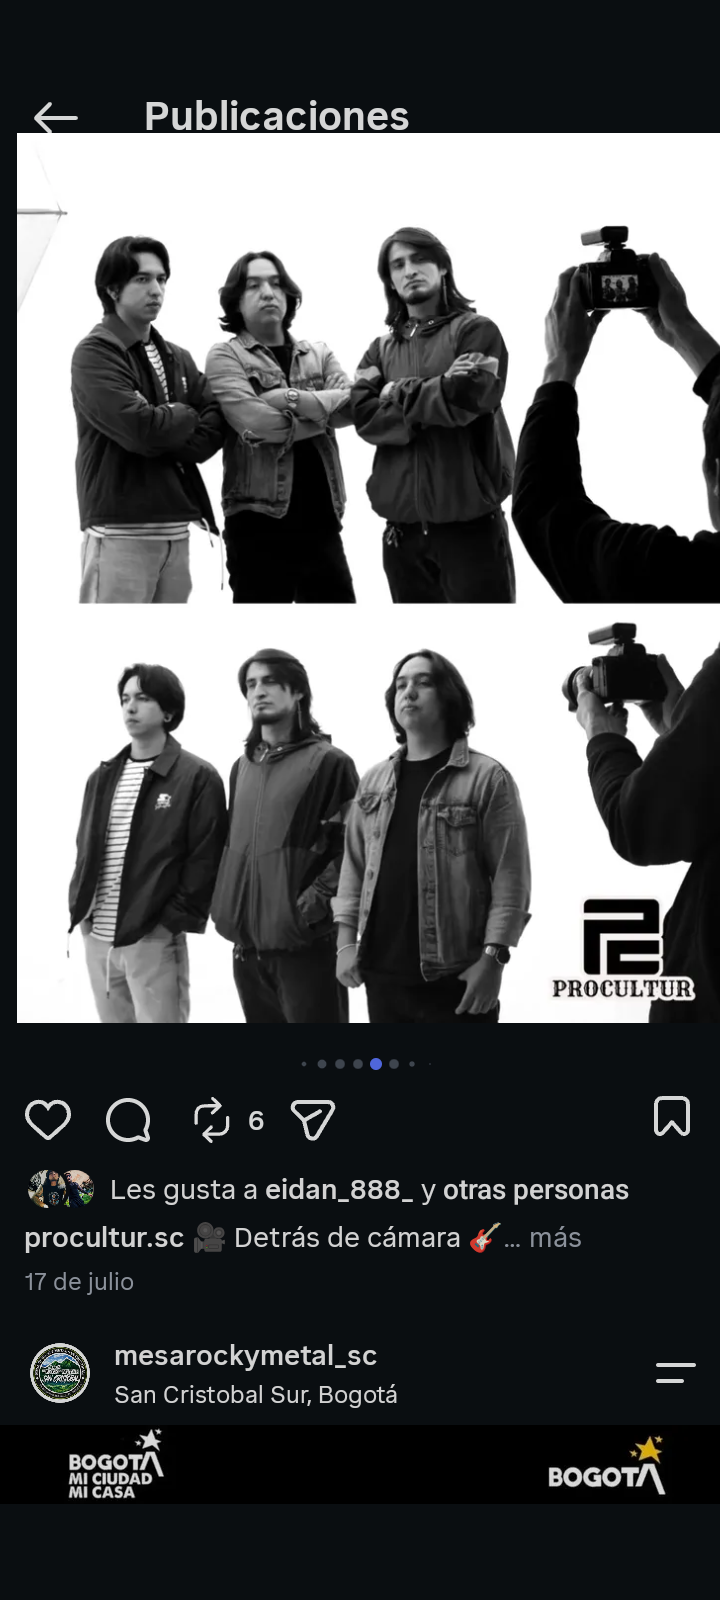 Publicaciones
PROCULTUR
6
Les gusta a eidan_888_ y otras personas
procultur.sc 🎥 Detrás de cámara 🎸... más
17 de julio
mesarockymetal_sc
San Cristobal Sur, Bogotá
BOGOTÁ
MI CIUDAD
MI CASA
BOGOTÁ